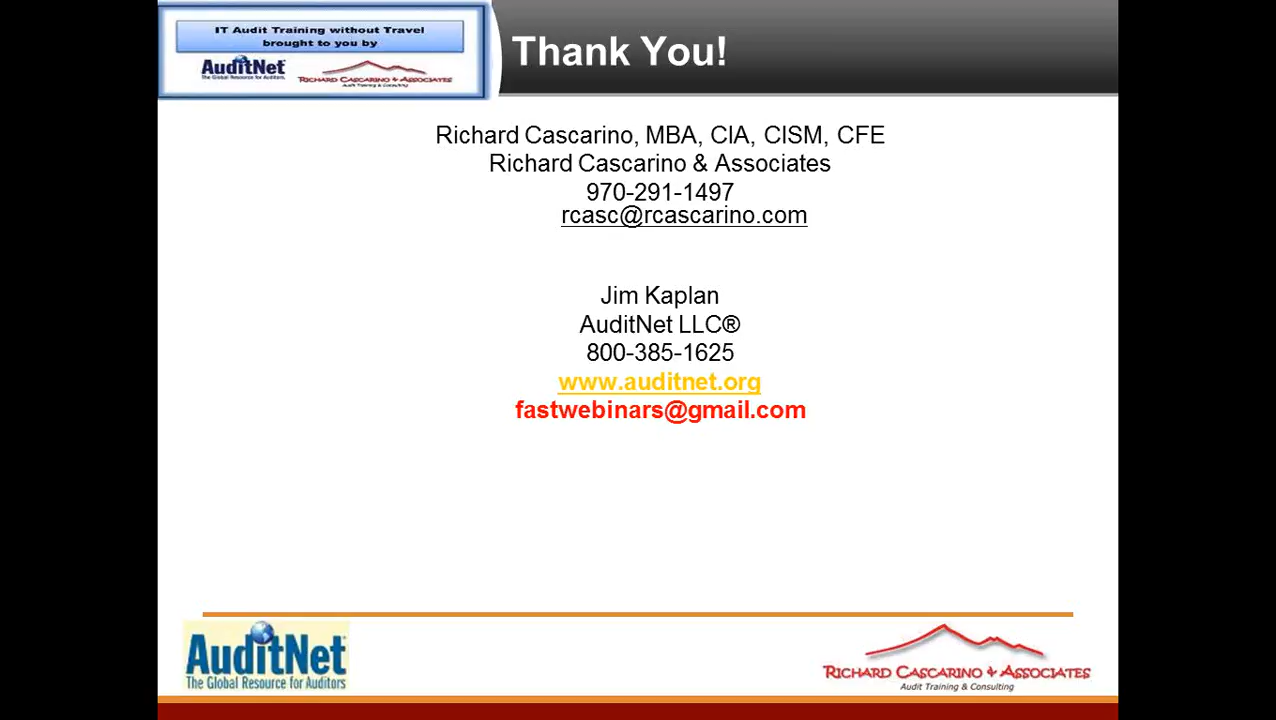 IT Audit Training without Travel
brought to you by
AuditNet®
The Global Resource for Auditors
RICHARD CASCARINO & ASSOCIATES
Audit Training & Consulting
Thank You!
Richard Cascarino, MBA, CIA, CISM, CFE
Richard Cascarino & Associates
970-291-1497
rcasc@rcascarino.com
Jim Kaplan
AuditNet LLC®
800-385-1625
www.auditnet.org
fastwebinars@gmail.com
AuditNet®
The Global Resource for Auditors
RICHARD CASCARINO & ASSOCIATES
Audit Training & Consulting